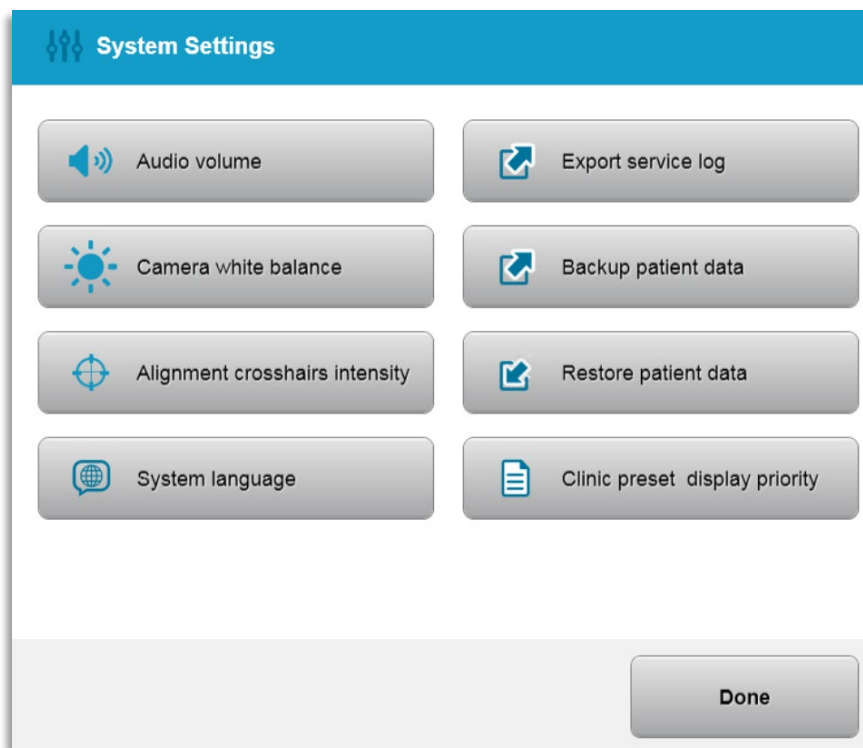 System Settings
Audio volume
Export service log
Camera white balance
Backup patient data
Alignment crosshairs intensity
Restore patient data
System language
Clinic preset display priority
Done